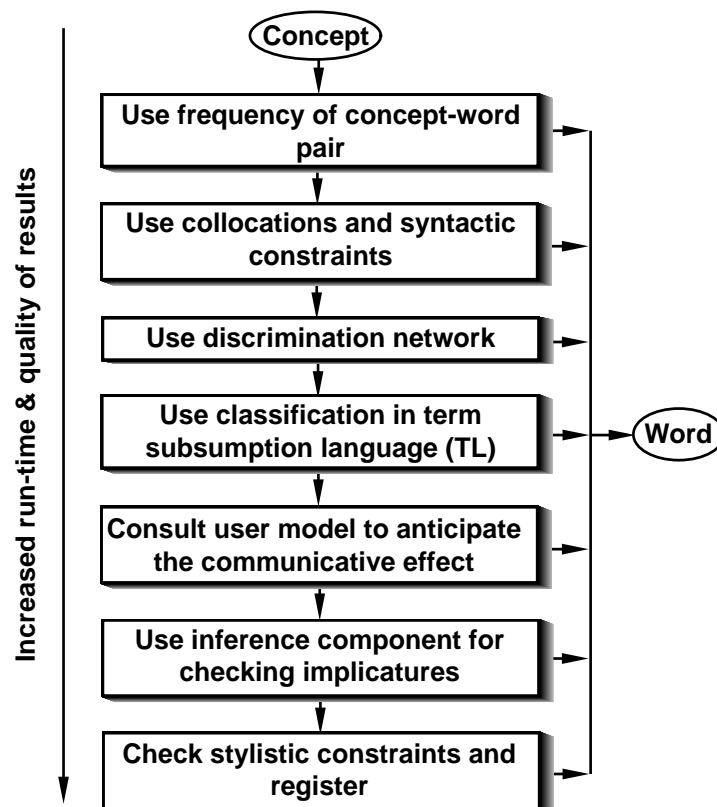 Concept
Use frequency of concept-word
pair
Use collocations and syntactic
constraints
Use discrimination network
Use classification in term
subsumption language (TL)
Word
Consult user model to anticipate
the communicative effect
Use inference component for
checking implicatures
Check stylistic constraints and
register
Increased run-time & quality of results